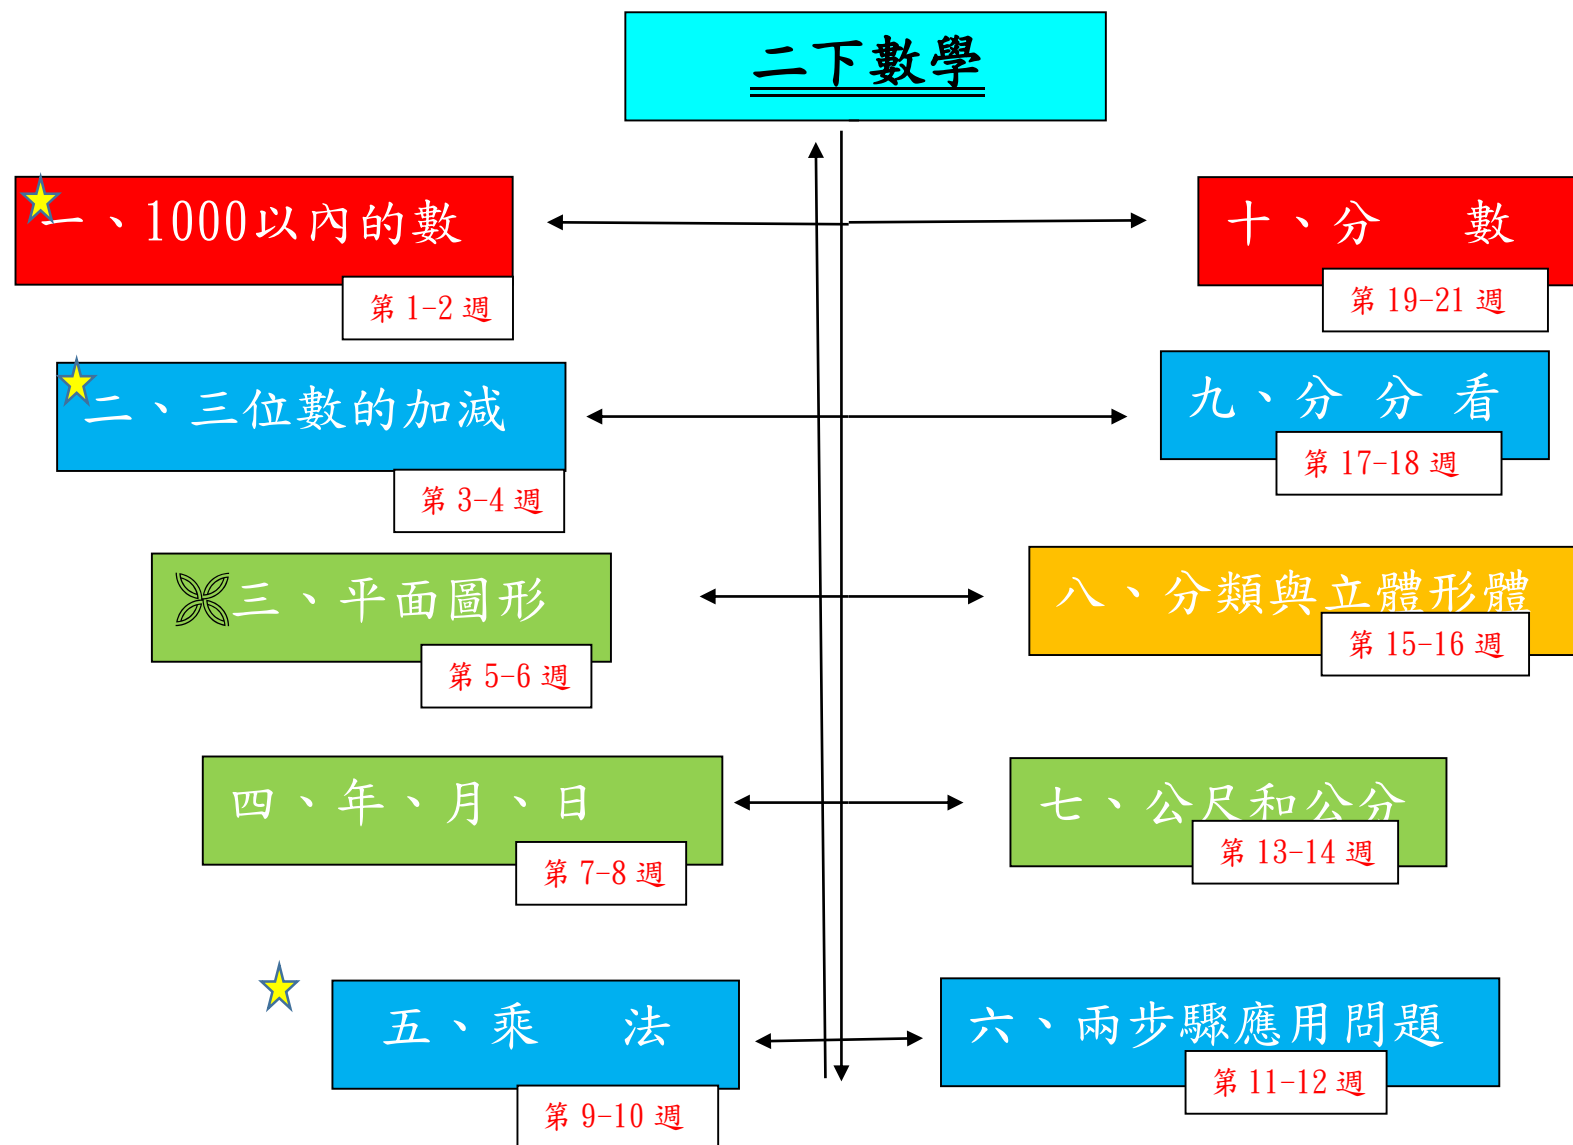 二下數學
一、1000以內的數
第 1-2 週
二、三位數的加減
第 3-4 週
三、平面圖形
第 5-6 週
四、年、月、日
第 7-8 週
五、乘　法
第 9-10 週
六、兩步驟應用問題
第 11-12 週
七、公尺和公分
第 13-14 週
八、分類與立體形體
第 15-16 週
九、分 分 看
第 17-18 週
十、分　數
第 19-21 週